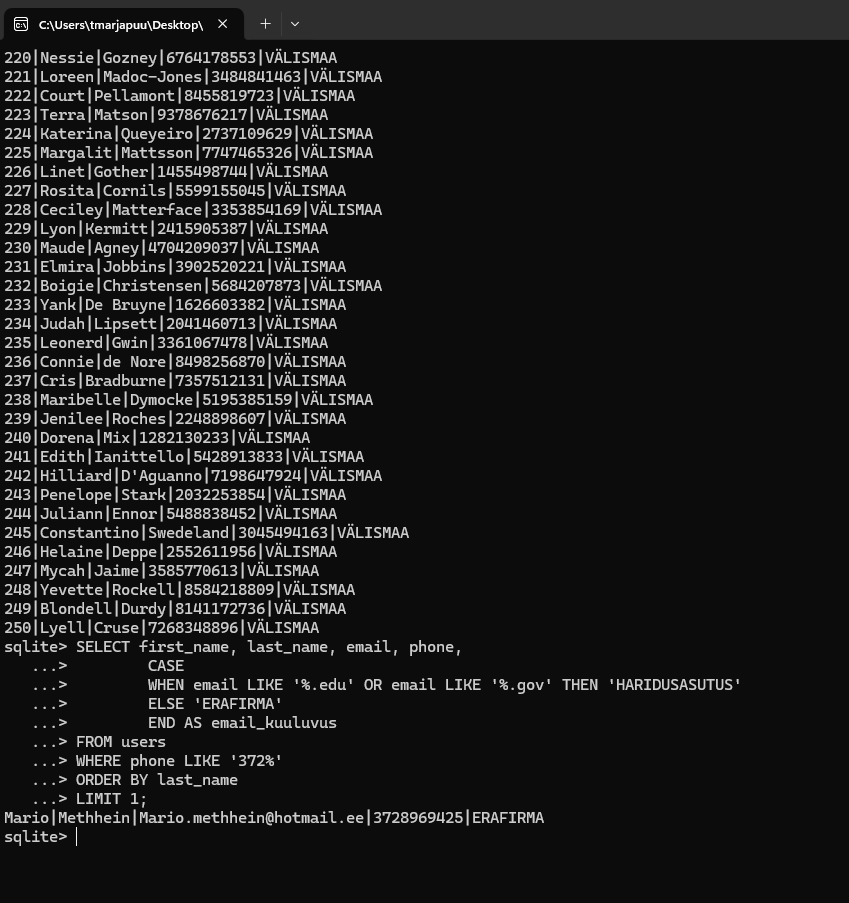 C:\Users\tmarjapuu\Desktop\
220|Nessie|Gozney|6764178553|VÄLISMAA
221|Loreen|Madoc-Jones|3484841463|VÄLISMAA
222|Court|Pellamont|8455819723|VÄLISMAA
223|Terra|Matson|9378676217|VÄLISMAA
224|Katerina|Queyeiro|2737109629|VÄLISMAA
225|Margalit|Mattsson|7747465326|VÄLISMAA
226|Linet|Gother|1455498744|VÄLISMAA
227|Rosita|Cornils|5599155045|VÄLISMAA
228|Ceciley|Matterface|3353854169|VÄLISMAA
229|Lyon|Kermitt|2415905387|VÄLISMAA
230|Maude|Agney|4704209037|VÄLISMAA
231|Elmira|Jobbins|3902520221|VÄLISMAA
232|Boigie|Christensen|5684207873|VÄLISMAA
233|Yank|De Bruyne|1626603382|VÄLISMAA
234|Judah|Lipsett|2041460713|VÄLISMAA
235|Leonerd|Gwin|3361067478|VÄLISMAA
236|Connie|de Nore|8498256870|VÄLISMAA
237|Cris|Bradburne|7357512131|VÄLISMAA
238|Maribelle|Dymocke|5195385159|VÄLISMAA
239|Jenilee|Roches|2248898607|VÄLISMAA
240|Dorena|Mix|1282130233|VÄLISMAA
241|Edith|Ianittello|5428913833|VÄLISMAA
242|Hilliard|D'Aguanno|7198647924|VÄLISMAA
243|Penelope|Stark|2032253854|VÄLISMAA
244|Juliann|Ennor|5488838452|VÄLISMAA
245|Constantino|Swedeland|3045494163|VÄLISMAA
246|Helaine|Deppe|2552611956|VÄLISMAA
247|Mycah|Jaime|3585770613|VÄLISMAA
248|Yevette|Rockell|8584218809|VÄLISMAA
249|Blondell|Durdy|8141172736|VÄLISMAA
250|Lyell|Cruse|7268348896|VÄLISMAA
sqlite> SELECT first_name, last_name, email, phone,
   ...>         CASE
   ...>         WHEN email LIKE '%.edu' OR email LIKE '%.gov' THEN 'HARIDUSASUTUS'
   ...>         ELSE 'ERAFIRMA'
   ...>         END AS email_kuuluvus
   ...> FROM users
   ...> WHERE phone LIKE '372%'
   ...> ORDER BY last_name
   ...> LIMIT 1;
Mario|Methhein|Mario.methhein@hotmail.ee|3728969425|ERAFIRMA
sqlite>